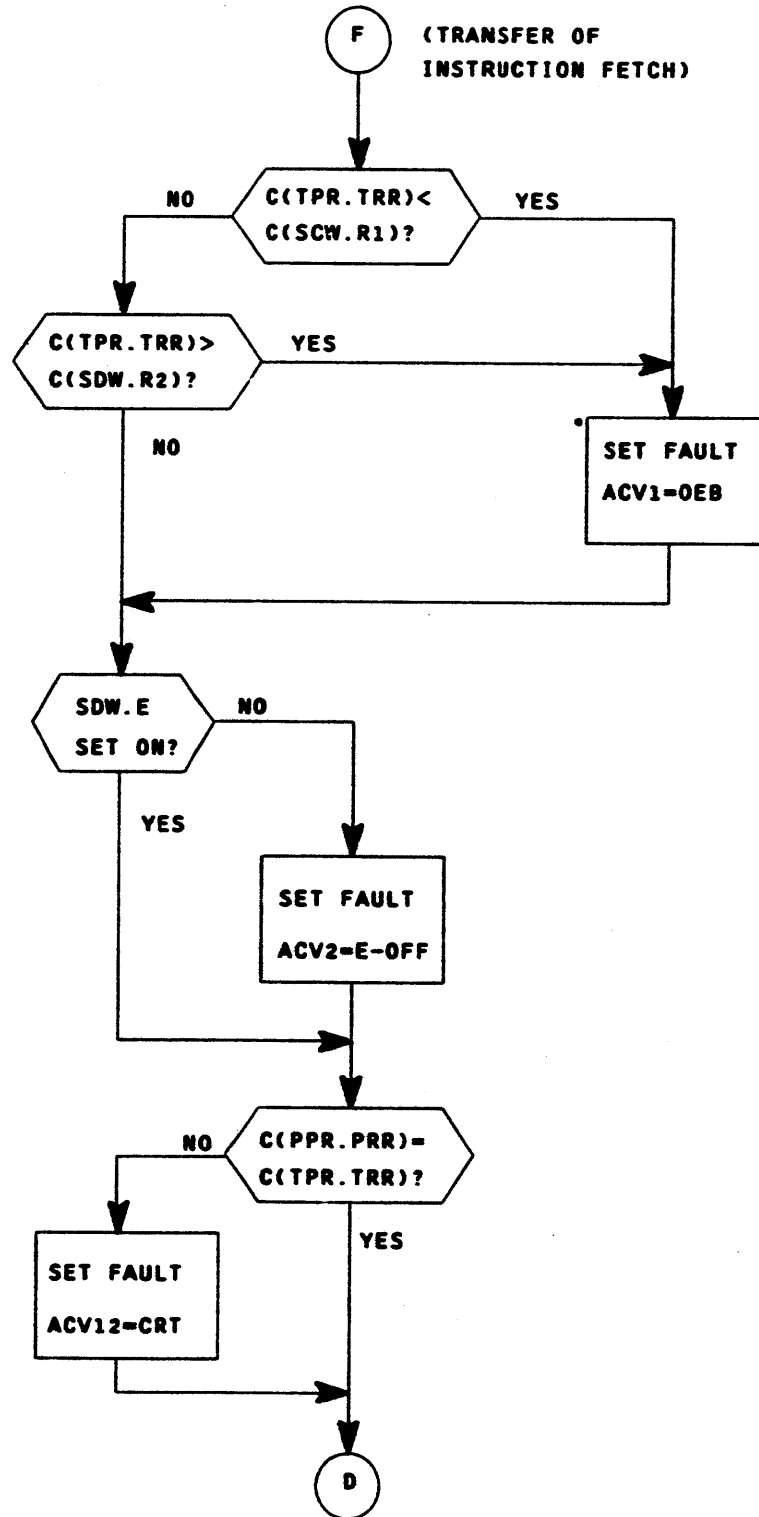 F
(TRANSFER OF
INSTRUCTION FETCH)
C(TPR.TRR)<
C(SCW.R1)?
NO
YES
C(TPR.TRR)>
C(SDW.R2)?
YES
NO
SET FAULT
ACV1=OEB
SDW.E
SET ON?
NO
YES
SET FAULT
ACV2=E-OFF
C(PPR.PRR)=
C(TPR.TRR)?
NO
YES
SET FAULT
ACV12=CRT
D